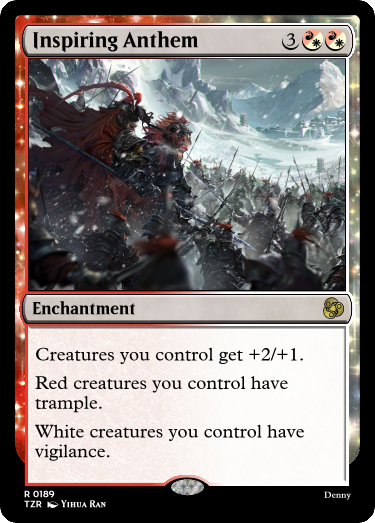 Inspiring Anthem 3
Enchantment
Creatures you control get +2/+1.
Red creatures you control have
trample.
White creatures you control have
vigilance.
R 0189
TZR Yihua Ran
Denny